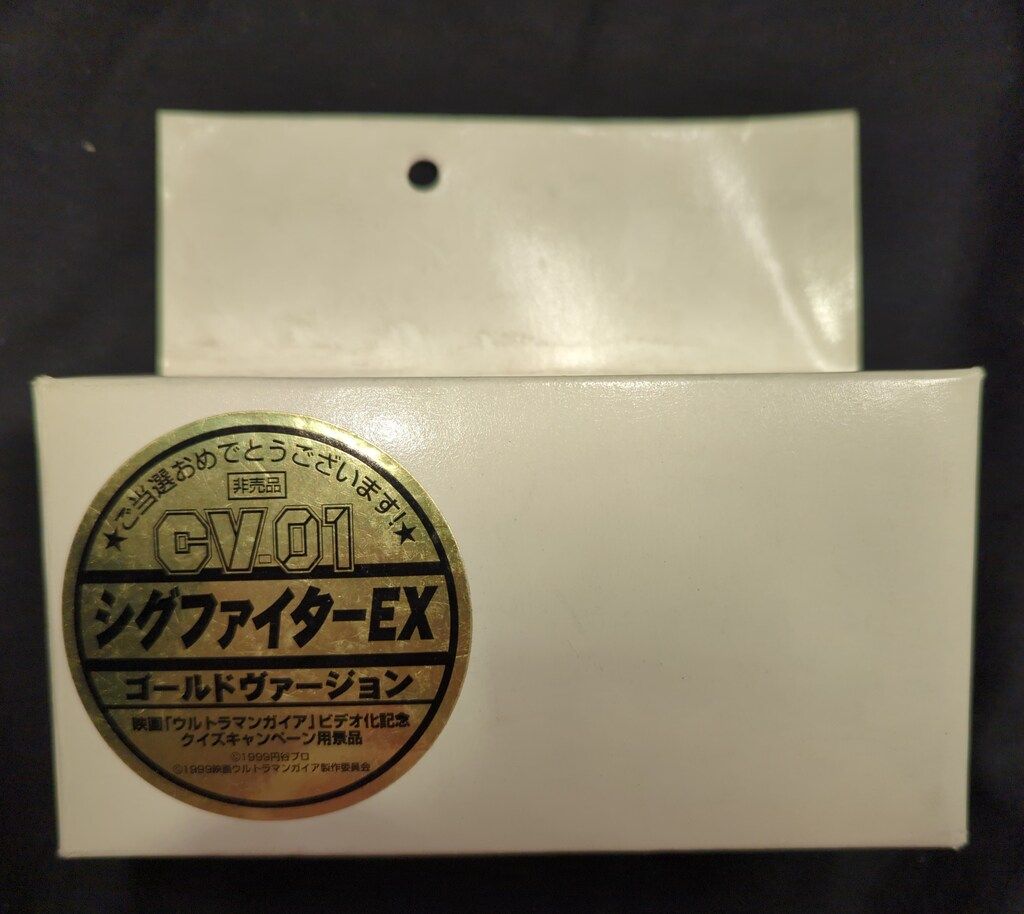 ★ご当選おめでとうございます!★
非売品
CV-01
シグファイターEX
ゴールドヴァージョン
映画「ウルトラマンガイア」ビデオ化記念
クイズキャンペーン用景品
©1999円谷プロ
©1999映画ウルトラマンガイア製作委員会